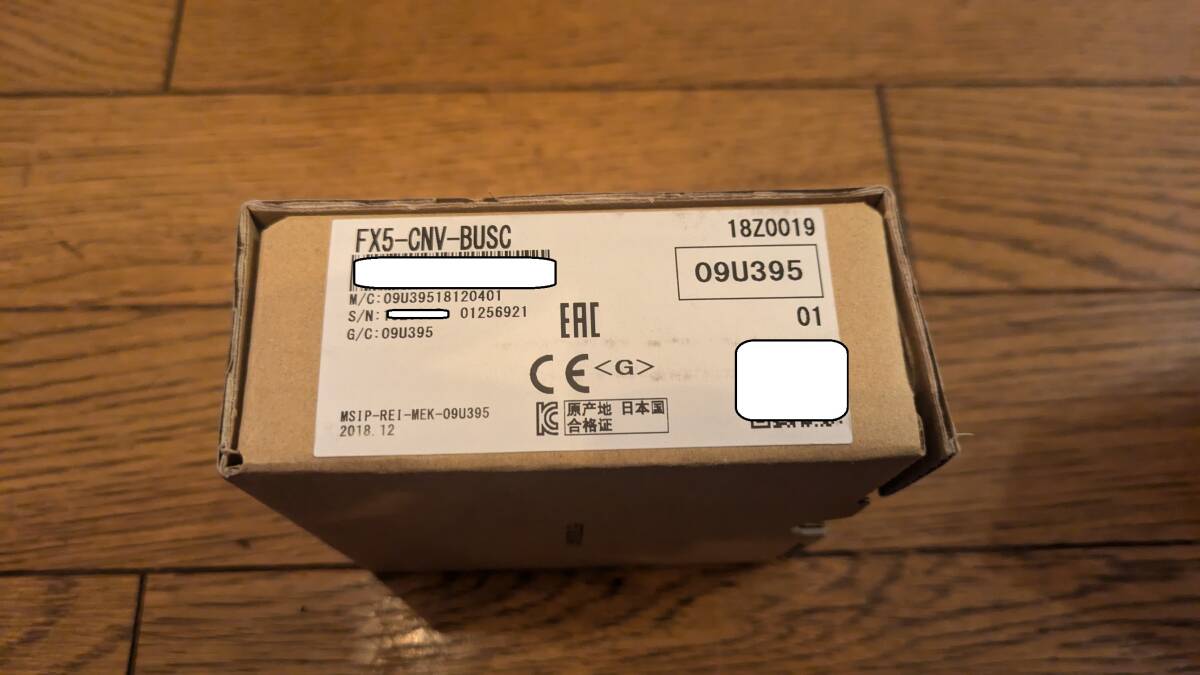 FX5-CNV-BUSC
18Z0019
09U395
M/C:09U39518120401
S/N: 01256921
G/C:09U395
01
EAC
CE<G>
MSIP-REI-MEK-09U395
2018.12
原产地 日本国
合格证